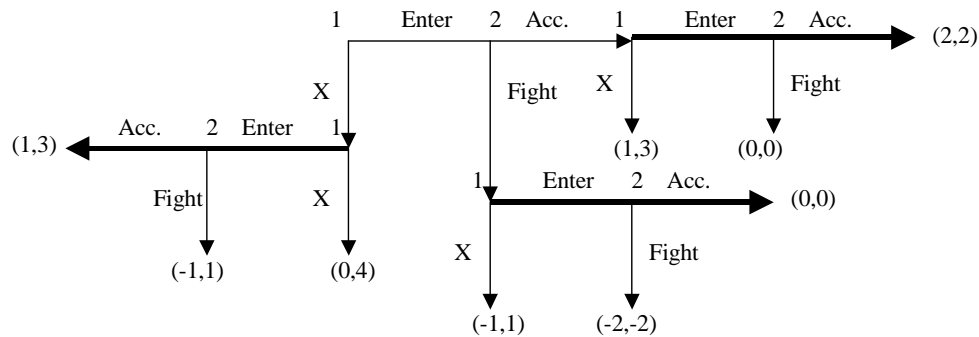 1 Enter 2 Acc. 1 Enter 2 Acc. (2,2)
X Fight X Fight
(1,3) Acc. 2 Enter 1 (1,3) (0,0)
Fight X 1 Enter 2 Acc. (0,0)
X Fight
(-1,1) (0,4)
(-1,1) (-2,-2)